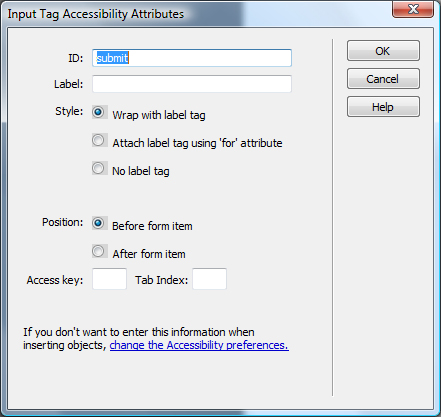 Input Tag Accessibility Attributes
ID: submit
OK
Label:
Cancel
Style: Wrap with label tag
Help
Attach label tag using 'for' attribute
No label tag
Position: Before form item
After form item
Access key: Tab Index:
If you don't want to enter this information when
inserting objects, change the Accessibility preferences.